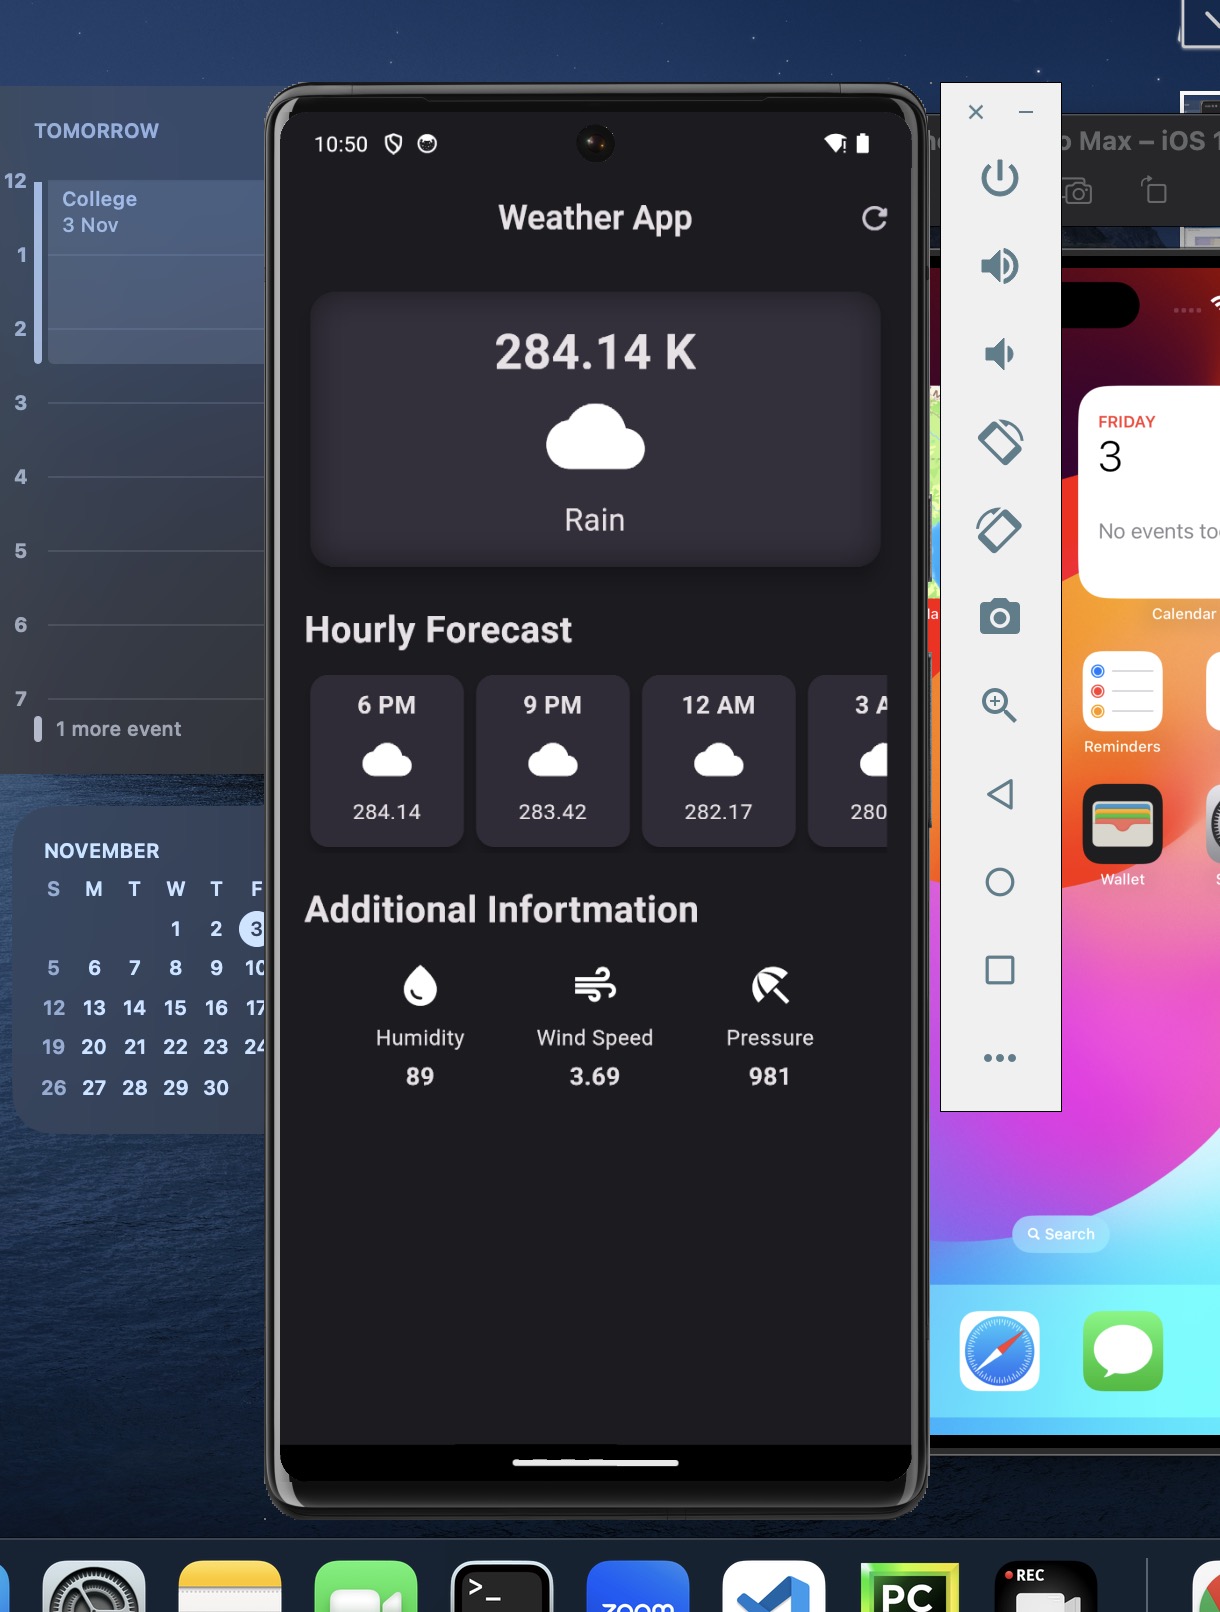 TOMORROW
12
College
3 Nov
1
2
3
4
5
6
7
1 more event
NOVEMBER
S M T W T F
1 2 3
5 6 7 8 9 10
12 13 14 15 16 17
19 20 21 22 23 24
26 27 28 29 30
10:50
Weather App
284.14 K
Rain
Hourly Forecast
6 PM 9 PM 12 AM 3 A
284.14 283.42 282.17 280
Additional Infortmation
Humidity Wind Speed Pressure
89 3.69 981
Max – iOS 1
FRIDAY
3
No events to
Calendar
Reminders
Wallet
Search
>_
zoom
PC
REC